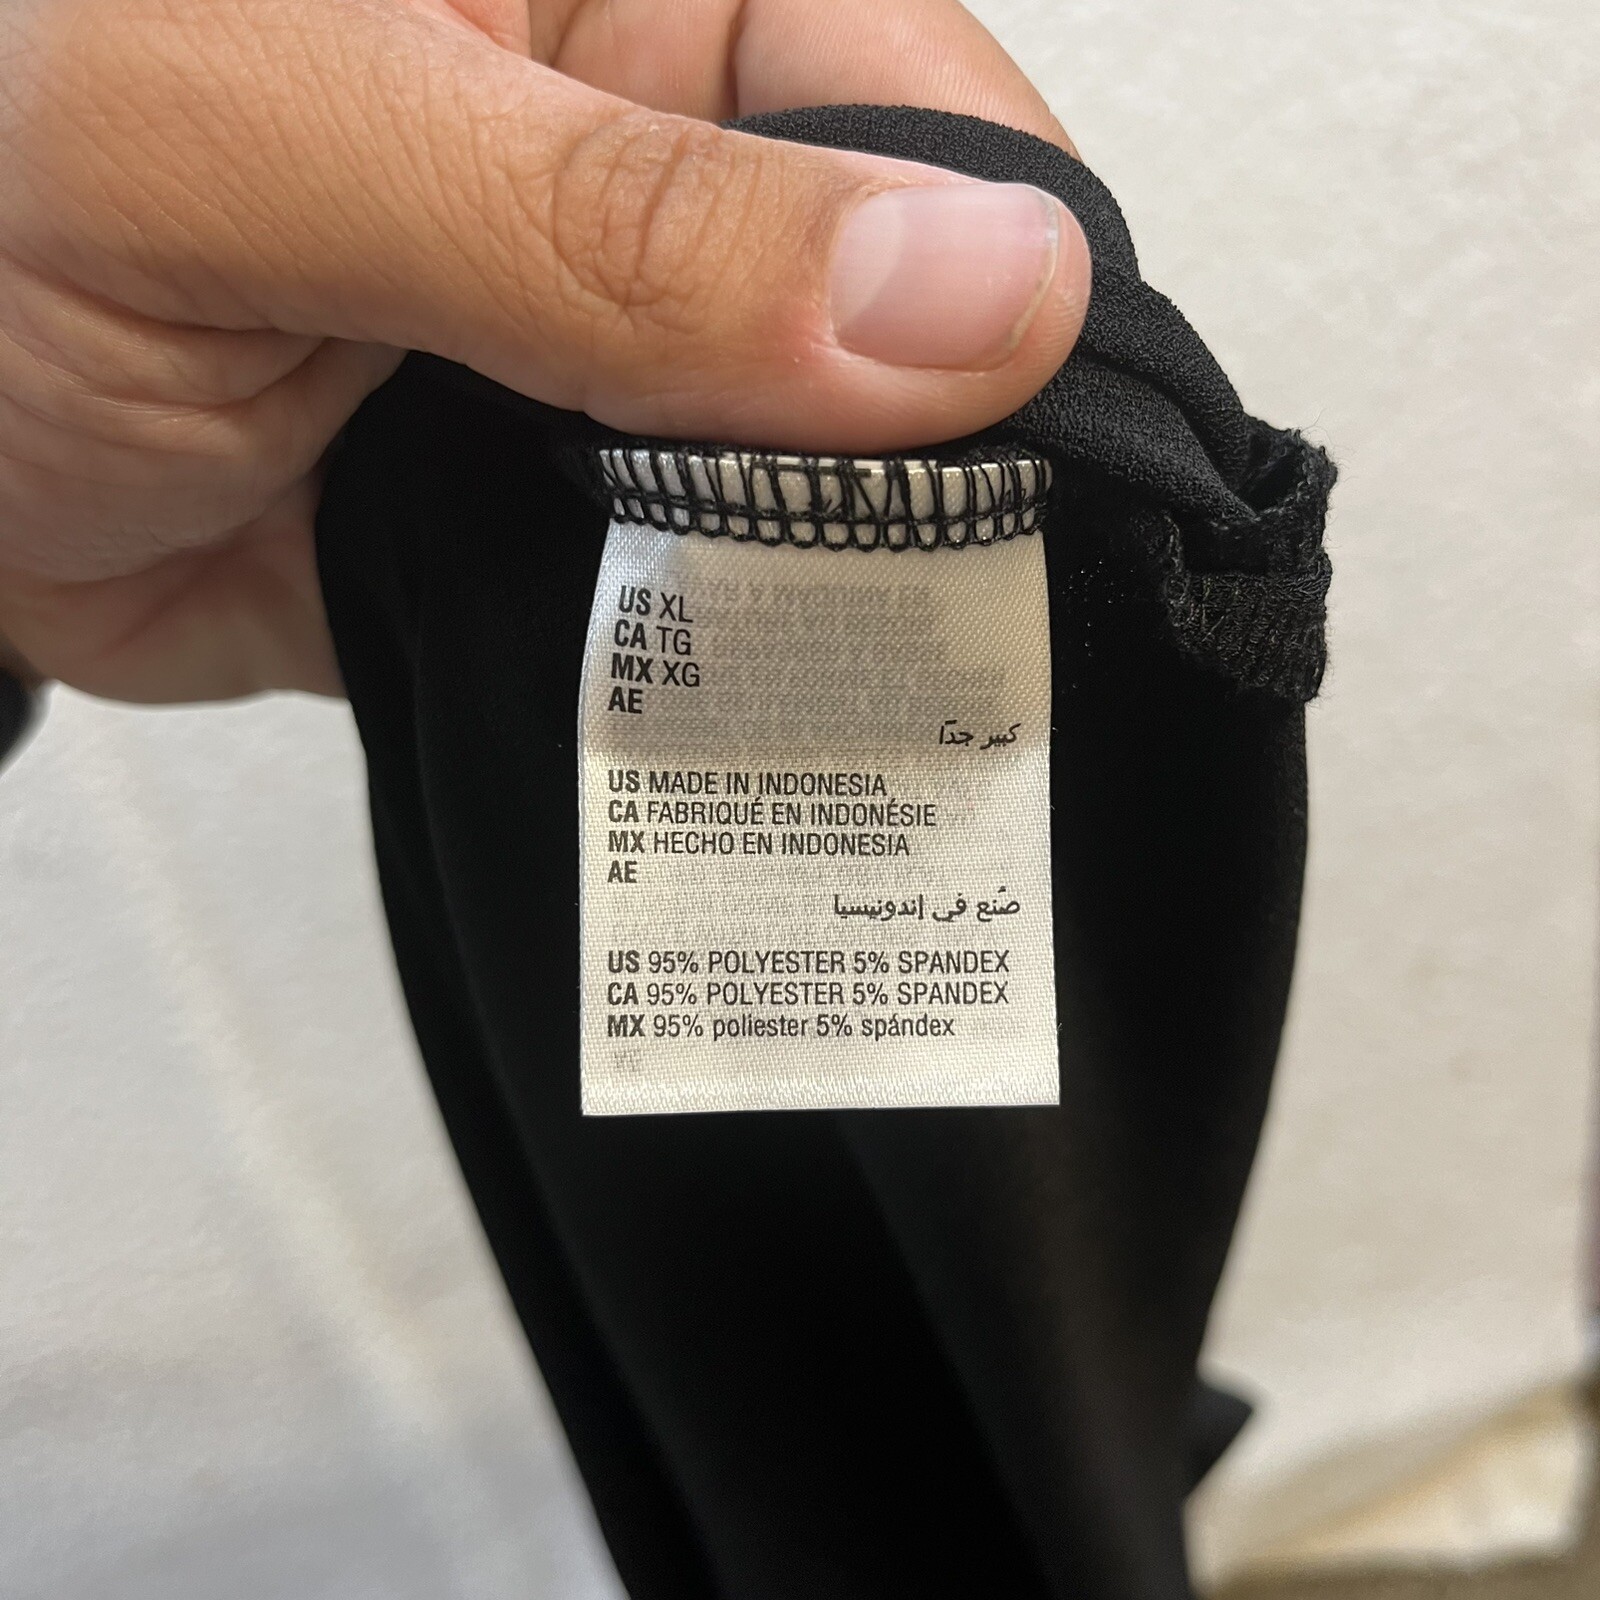 US XL
CA TG
MX XG
AE
كبير جدًا
US MADE IN INDONESIA
CA FABRIQUÉ EN INDONÉSIE
MX HECHO EN INDONESIA
AE
صُنع في إندونيسيا
US 95% POLYESTER 5% SPANDEX
CA 95% POLYESTER 5% SPANDEX
MX 95% poliester 5% spándex